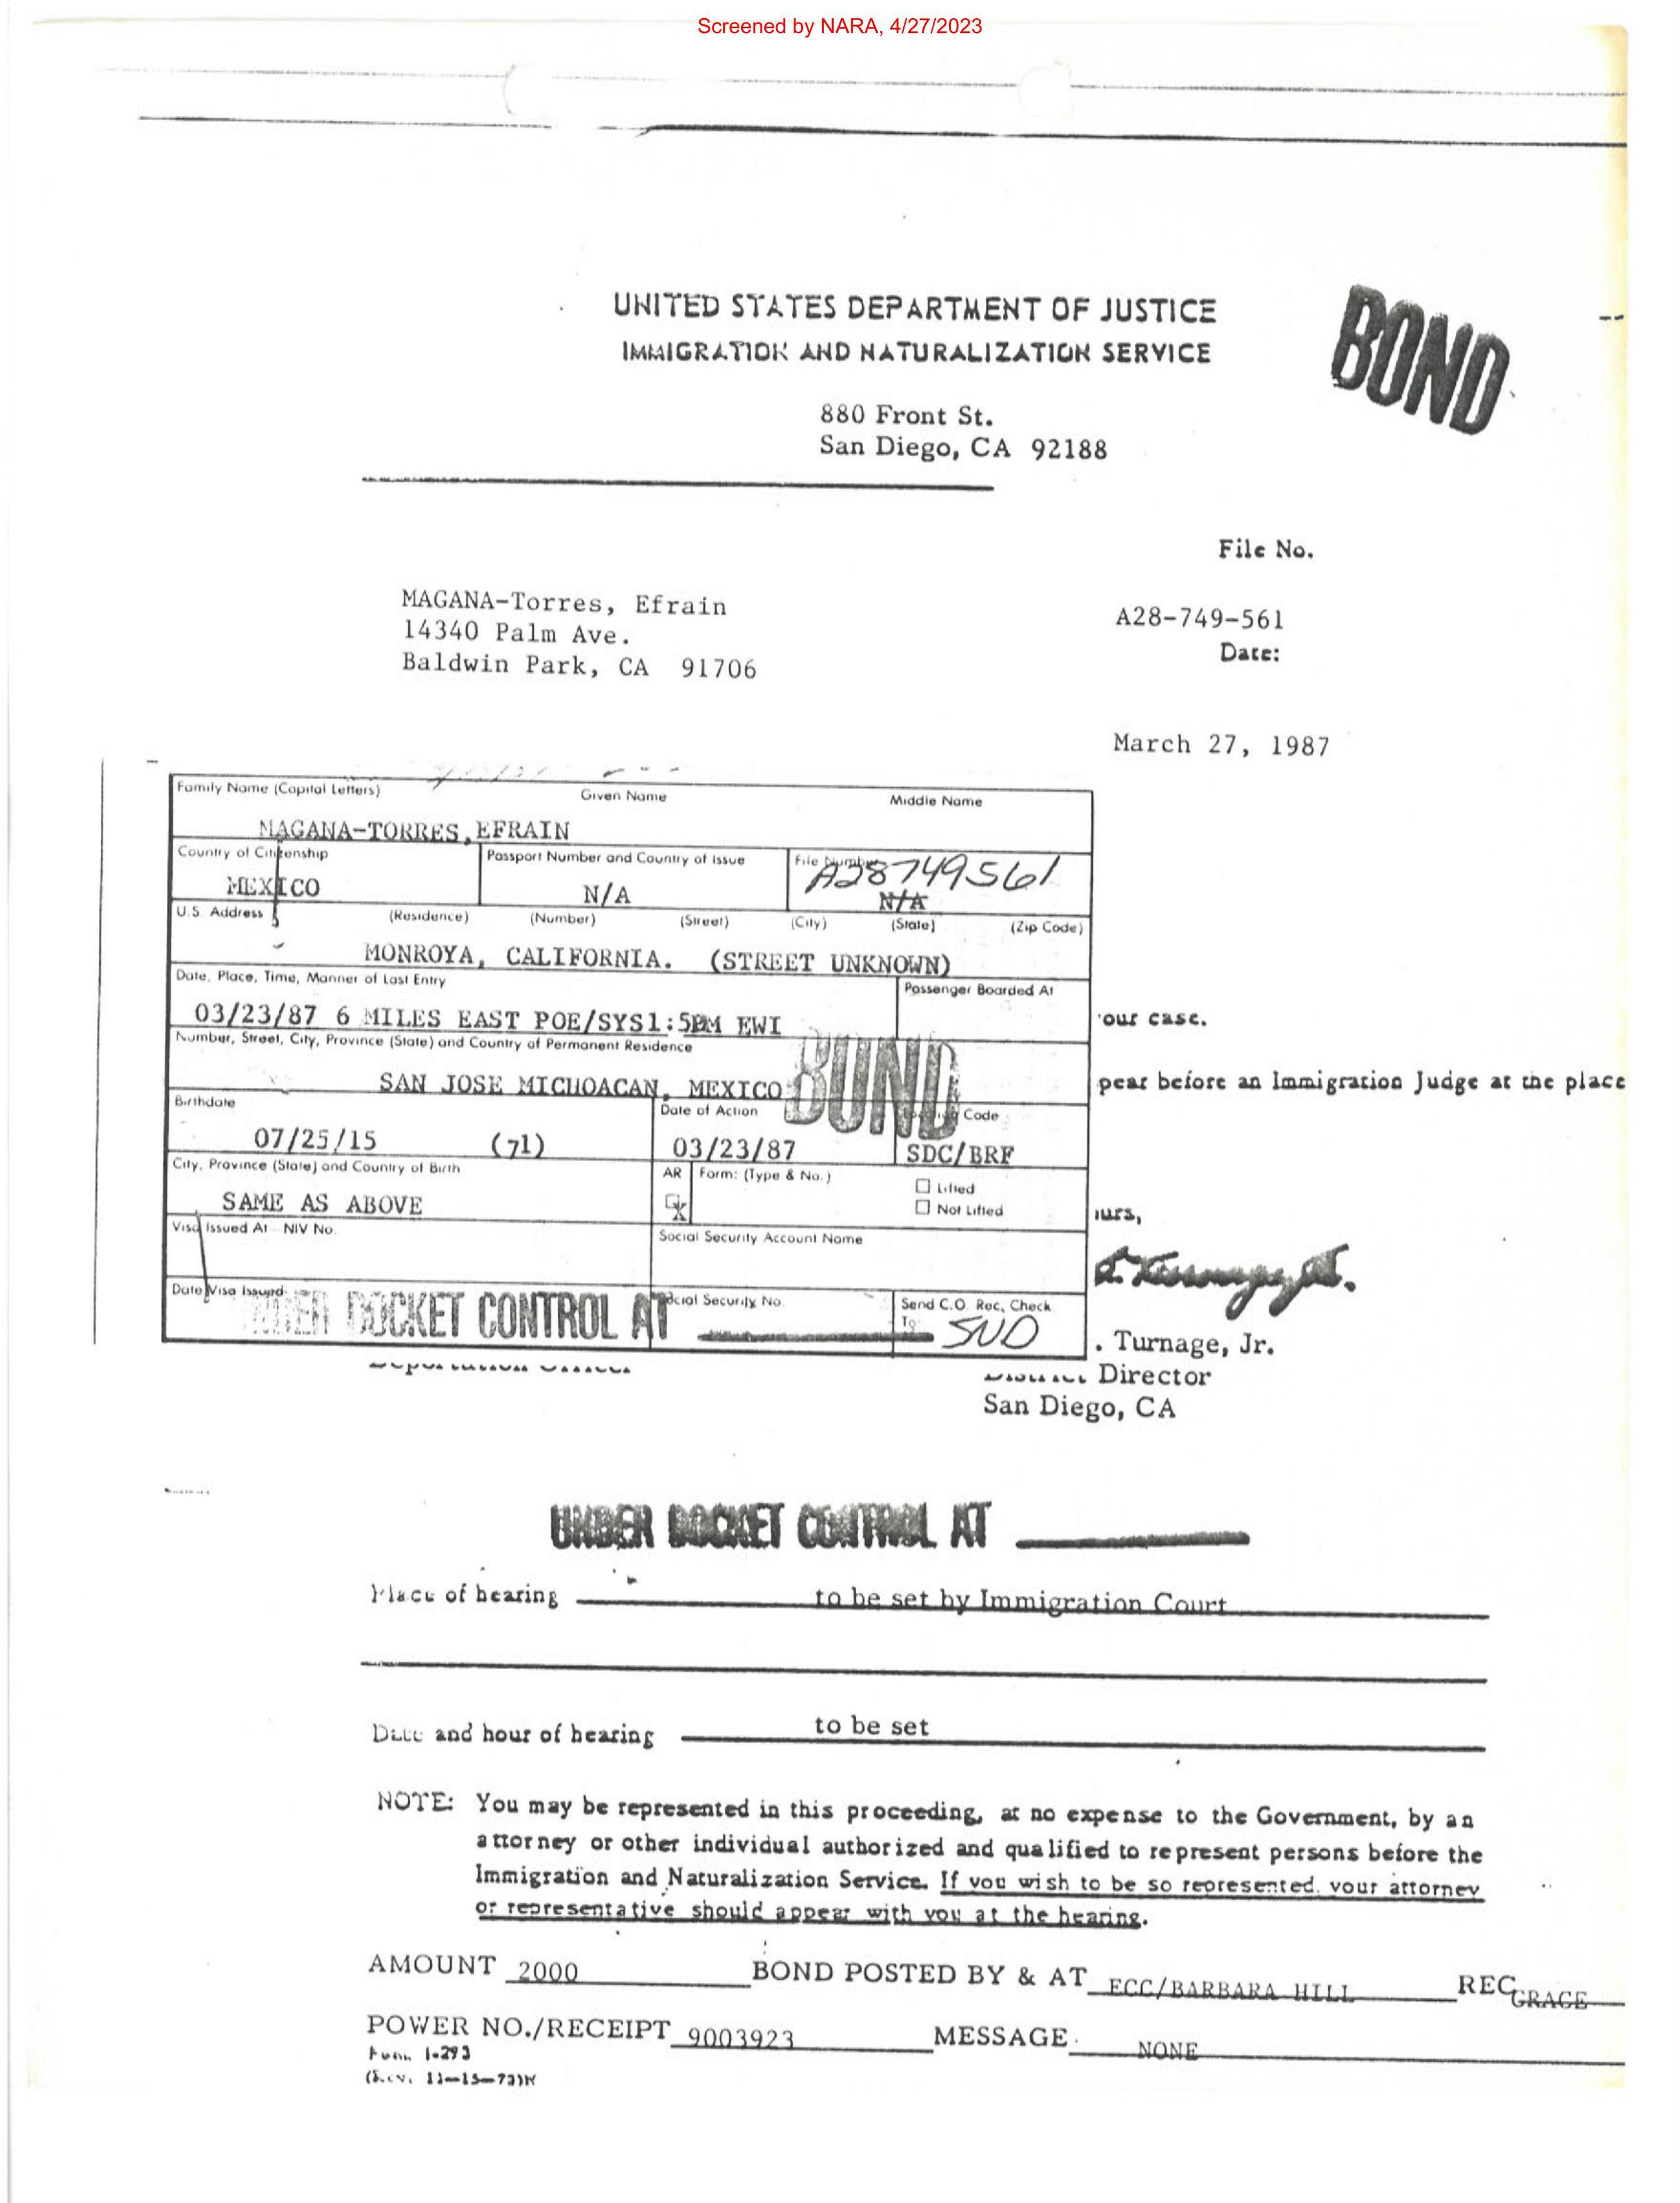 Screened by NARA, 4/27/2023
UNITED STATES DEPARTMENT OF JUSTICE
IMMIGRATION AND NATURALIZATION SERVICE
BOND
880 Front St.
San Diego, CA 92188
File No.
MAGANA-Torres, Efrain
14340 Palm Ave.
Baldwin Park, CA 91706
A28-749-561
Date:
March 27, 1987
Family Name (Capital Letters) Given Name Middle Name
MAGANA-TORRES, EFRAIN
Country of Citizenship Passport Number and Country of Issue File Number
A28749561
MEXICO N/A N/A
U.S. Address (Residence) (Number) (Street) (City) (State) (Zip Code)
MONROYA, CALIFORNIA. (STREET UNKNOWN)
Date, Place, Time, Manner of Last Entry Passenger Boarded At
03/23/87 6 MILES EAST POE/SYS1:5PM EWI
our case.
Number, Street, City, Province (State) and Country of Permanent Residence
SAN JOSE MICHOACAN, MEXICO
BOND
pear before an Immigration Judge at the place
Birthdate Date of Action Code
07/25/15 (71) 03/23/87 SDC/BRF
City, Province (State) and Country of Birth AR Form: (Type & No.) Lifted
Not Lifted
SAME AS ABOVE X
urs,
Visa Issued At - NIV No. Social Security Account Name
Date Visa Issued Social Security No. Send C.O. Rec. Check To:
UNDER DOCKET CONTROL AT SND
. Turnage, Jr.
Deportation Officer
District Director
San Diego, CA
UNDER DOCKET CONTROL AT
Place of hearing to be set by Immigration Court
Date and hour of hearing to be set
NOTE: You may be represented in this proceeding, at no expense to the Government, by an
attorney or other individual authorized and qualified to represent persons before the
Immigration and Naturalization Service. If you wish to be so represented, your attorney
or representative should appear with you at the hearing.
AMOUNT 2000 BOND POSTED BY & AT ECC/BARBARA HILL REC GRACE
POWER NO./RECEIPT 9003923 MESSAGE NONE
Form I-293
(Rev. 11-15-73)N